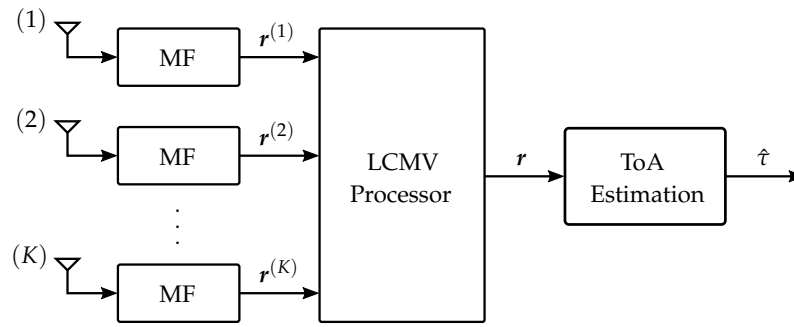 (1) MF r^(1)
(2) MF r^(2)
LCMV
Processor
r
ToA
Estimation
τ̂
(K) MF r^(K)